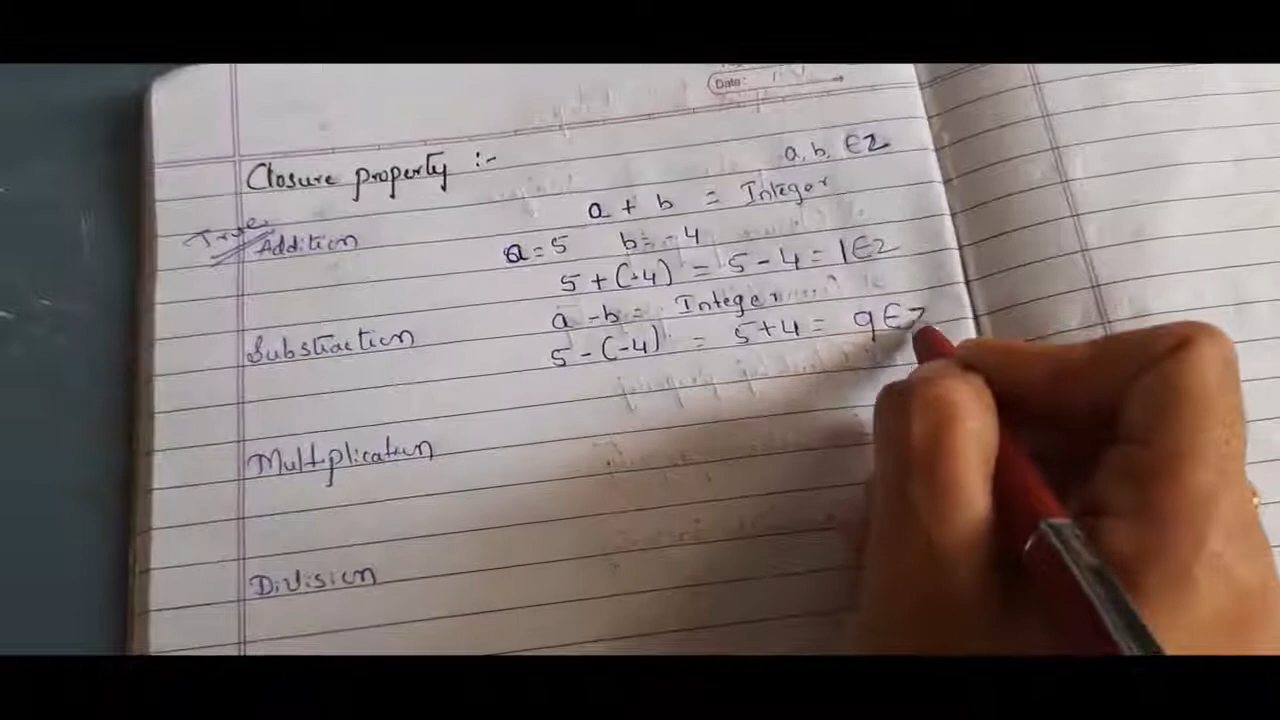 Date:
Closure property :-
a, b, ∈Z
a + b = Integer
True
Addition
a = 5 b = -4
5 + (-4) = 5 - 4 = 1∈Z
a - b = Integer
Substraction
5 - (-4) = 5+4 = 9∈Z
Multiplication
Division